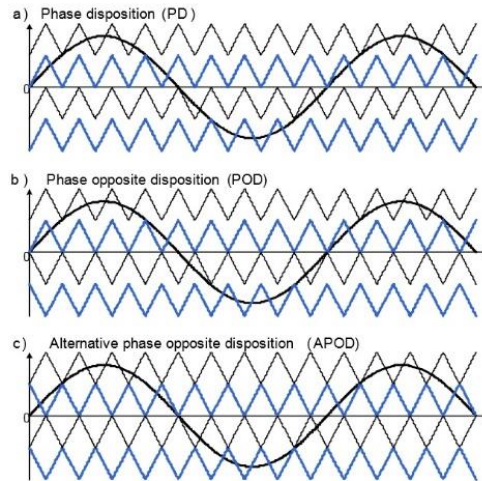 a) Phase disposition (PD)
0
b) Phase opposite disposition (POD)
0
c) Alternative phase opposite disposition (APOD)
0